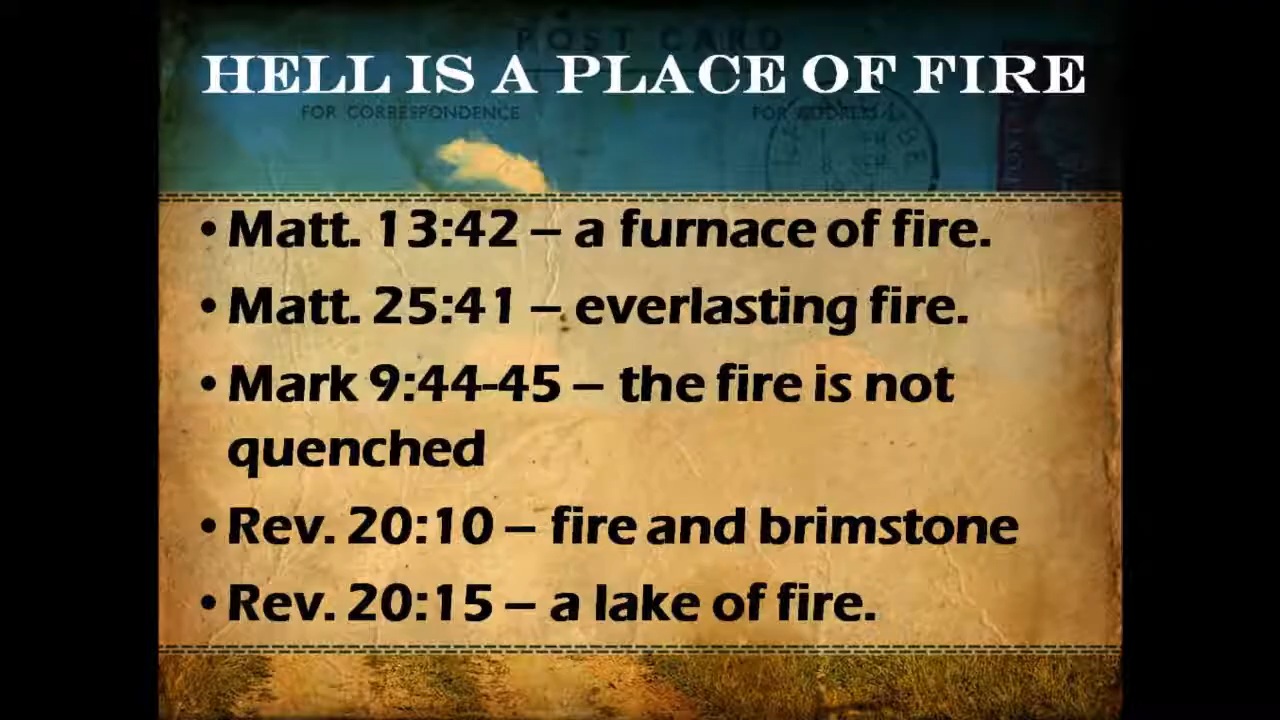 POST CARD
HELL IS A PLACE OF FIRE
FOR CORRESPONDENCE
FOR ADDRESS
• Matt. 13:42 – a furnace of fire.
• Matt. 25:41 – everlasting fire.
• Mark 9:44-45 – the fire is not
quenched
• Rev. 20:10 – fire and brimstone
• Rev. 20:15 – a lake of fire.